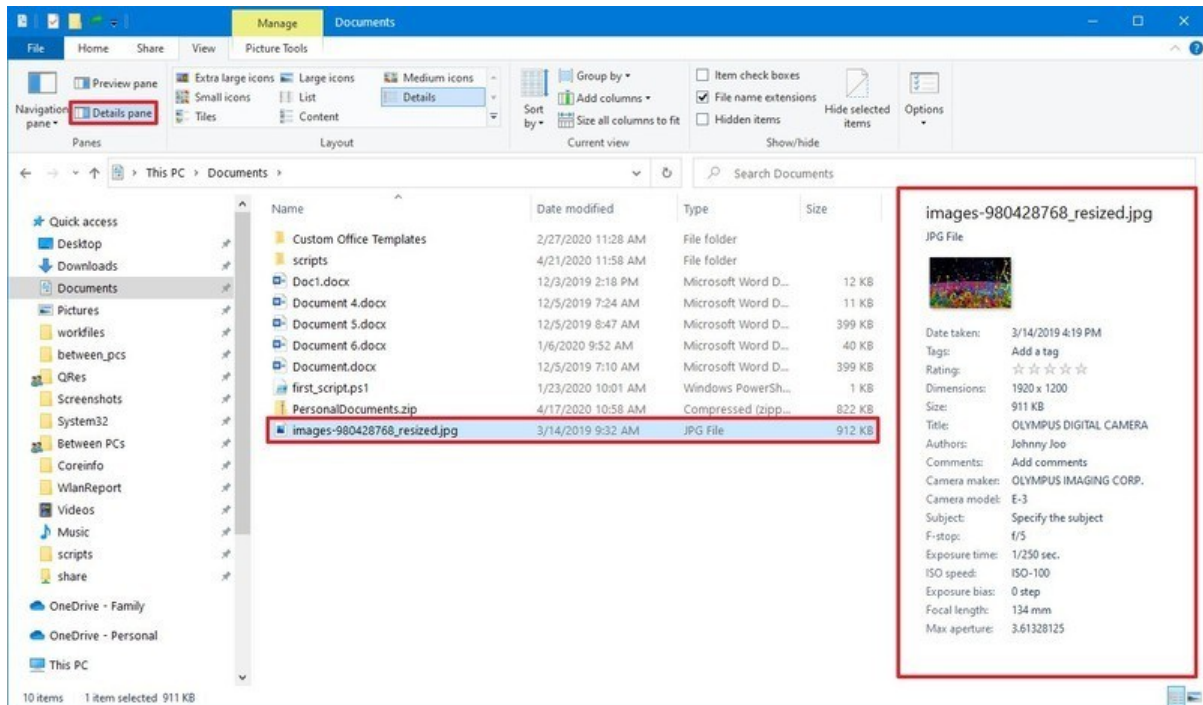 Manage Documents
File Home Share View Picture Tools
Navigation pane
Preview pane
Details pane
Panes
Extra large icons Large icons Medium icons
Small icons List Details
Tiles Content
Layout
Sort by
Group by
Add columns
Size all columns to fit
Current view
Item check boxes
File name extensions
Hidden items
Hide selected items
Show/hide
Options
This PC Documents
Search Documents
Quick access
Desktop
Downloads
Documents
Pictures
workfiles
between_pcs
QRes
Screenshots
System32
Between PCs
Coreinfo
WlanReport
Videos
Music
scripts
share
OneDrive - Family
OneDrive - Personal
This PC
Name Date modified Type Size
Custom Office Templates 2/27/2020 11:28 AM File folder
scripts 4/21/2020 11:58 AM File folder
Doc1.docx 12/3/2019 2:18 PM Microsoft Word D... 12 KB
Document 4.docx 12/5/2019 7:24 AM Microsoft Word D... 11 KB
Document 5.docx 12/5/2019 8:47 AM Microsoft Word D... 399 KB
Document 6.docx 1/6/2020 9:52 AM Microsoft Word D... 40 KB
Document.docx 12/5/2019 7:10 AM Microsoft Word D... 399 KB
first_script.ps1 1/23/2020 10:01 AM Windows PowerSh... 1 KB
PersonalDocuments.zip 4/17/2020 10:58 AM Compressed (zipp... 822 KB
images-980428768_resized.jpg 3/14/2019 9:32 AM JPG File 912 KB
images-980428768_resized.jpg
JPG File
Date taken: 3/14/2019 4:19 PM
Tags: Add a tag
Rating: ☆☆☆☆☆
Dimensions: 1920 x 1200
Size: 911 KB
Title: OLYMPUS DIGITAL CAMERA
Authors: Johnny Joo
Comments: Add comments
Camera maker: OLYMPUS IMAGING CORP.
Camera model: E-3
Subject: Specify the subject
F-stop: f/5
Exposure time: 1/250 sec.
ISO speed: ISO-100
Exposure bias: 0 step
Focal length: 134 mm
Max aperture: 3.61328125
10 items 1 item selected 911 KB